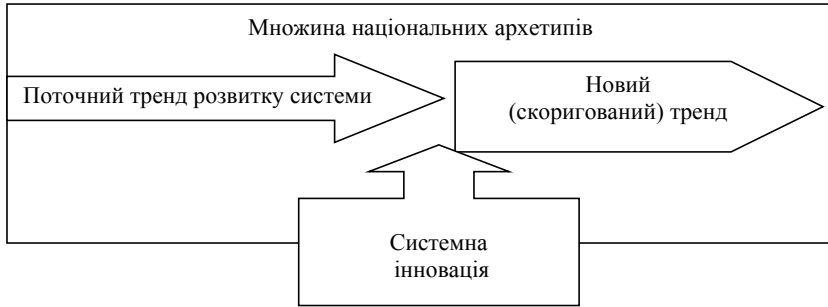 Множина національних архетипів
Поточний тренд розвитку системи
Новий
(скоригований) тренд
Системна
інновація